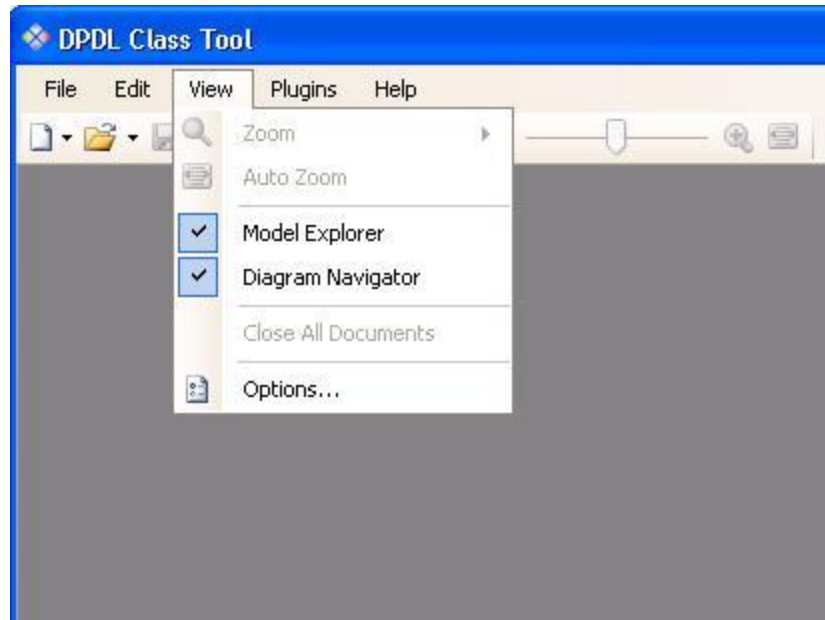 DPDL Class Tool
File Edit View Plugins Help
Zoom
Auto Zoom
Model Explorer
Diagram Navigator
Close All Documents
Options...